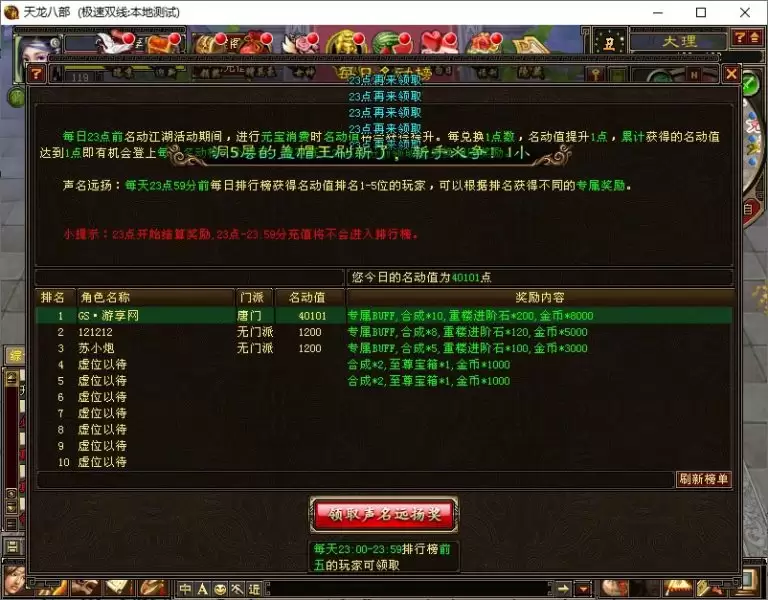 天龙八部 (极速双线:本地测试)
大理
119
每日名动榜
23点再来领取
23点再来领取
23点再来领取
23点再来领取
每日23点前名动江湖活动期间，进行元宝消费时名动值
升。每兑换1点数，名动值提升1点，累计获得的名动值
达到1点即有机会登上每
洞5层的盖帽王刷新了，新手
小
声名远扬：每天23点59分前每日排行榜获得名动值排名1-5位的玩家，可以根据排名获得不同的专属奖励。
小提示：23点开始结算奖励,23点-23:59分充值将不会进入排行榜。
您今日的名动值为40101点
排名 角色名称 门派 名动值 奖励内容
1 GS·游享网 唐门 40101 专属BUFF,合成*10,重楼进阶石*200,金币*8000
2 121212 无门派 1200 专属BUFF,合成*8,重楼进阶石*120,金币*5000
3 苏小炮 无门派 1200 专属BUFF,合成*5,重楼进阶石*100,金币*3000
4 虚位以待 合成*2,至尊宝箱*1,金币*1000
5 虚位以待 合成*2,至尊宝箱*1,金币*1000
6 虚位以待
7 虚位以待
8 虚位以待
9 虚位以待
10 虚位以待
刷新榜单
领取声名远扬奖
每天23:00-23:59排行榜前
五的玩家可领取
中 A 近